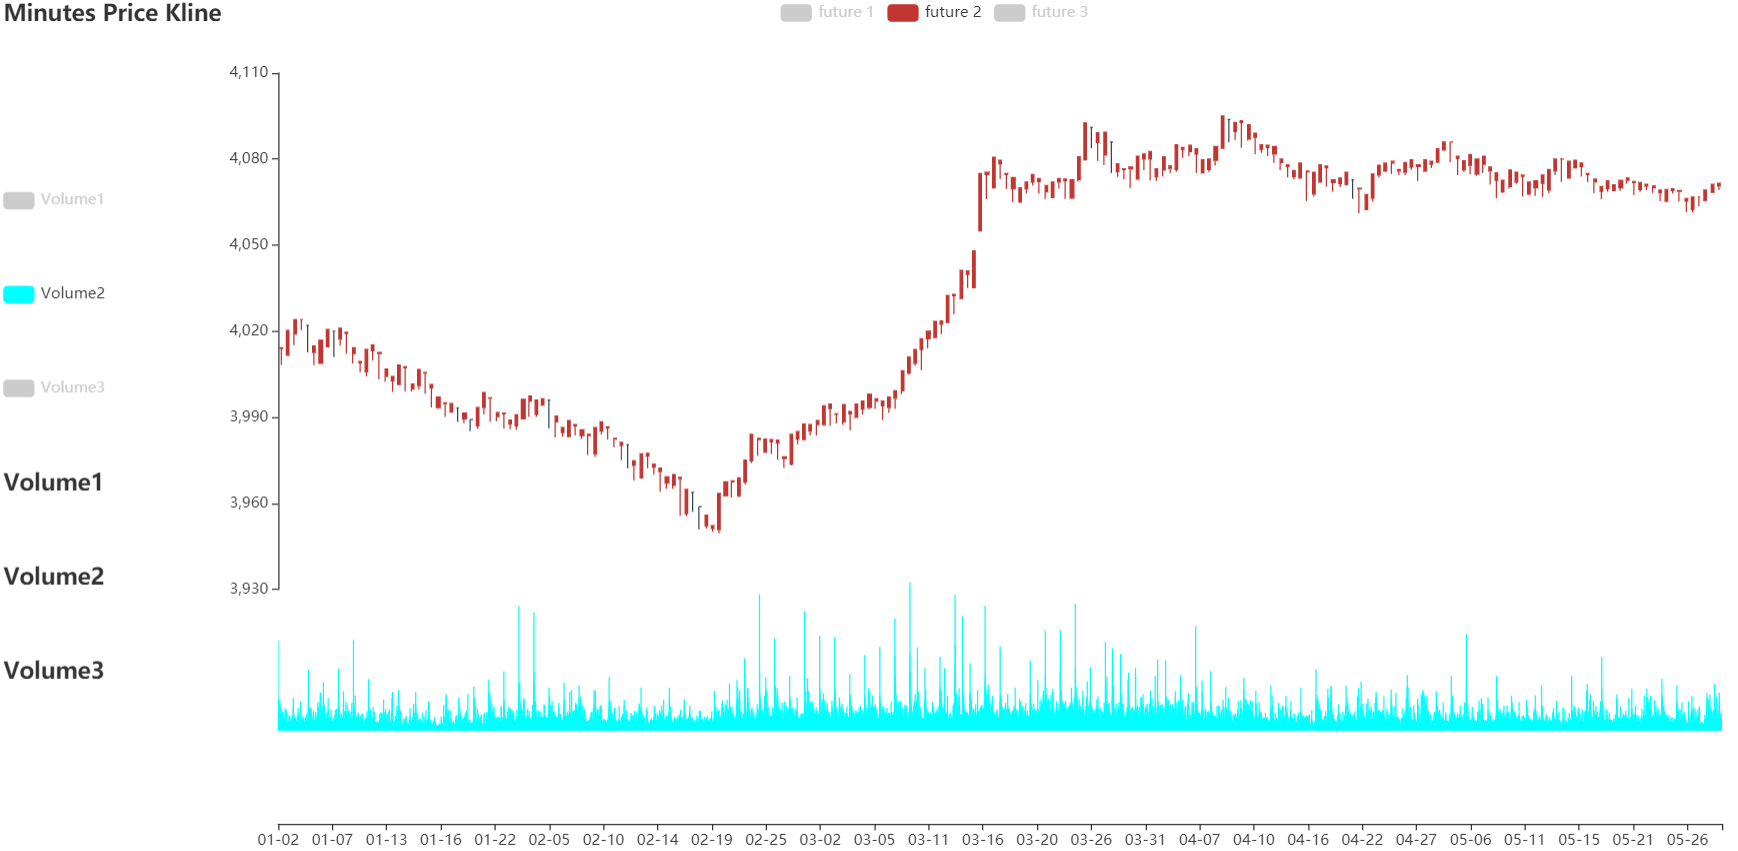 Minutes Price Kline
future 1
future 2
future 3
4,110
4,080
4,050
4,020
3,990
3,960
3,930
Volume1
Volume2
Volume3
Volume1
Volume2
Volume3
01-02 01-07 01-13 01-16 01-22 02-05 02-10 02-14 02-19 02-25 03-02 03-05 03-11 03-16 03-20 03-26 03-31 04-07 04-10 04-16 04-22 04-27 05-06 05-11 05-15 05-21 05-26